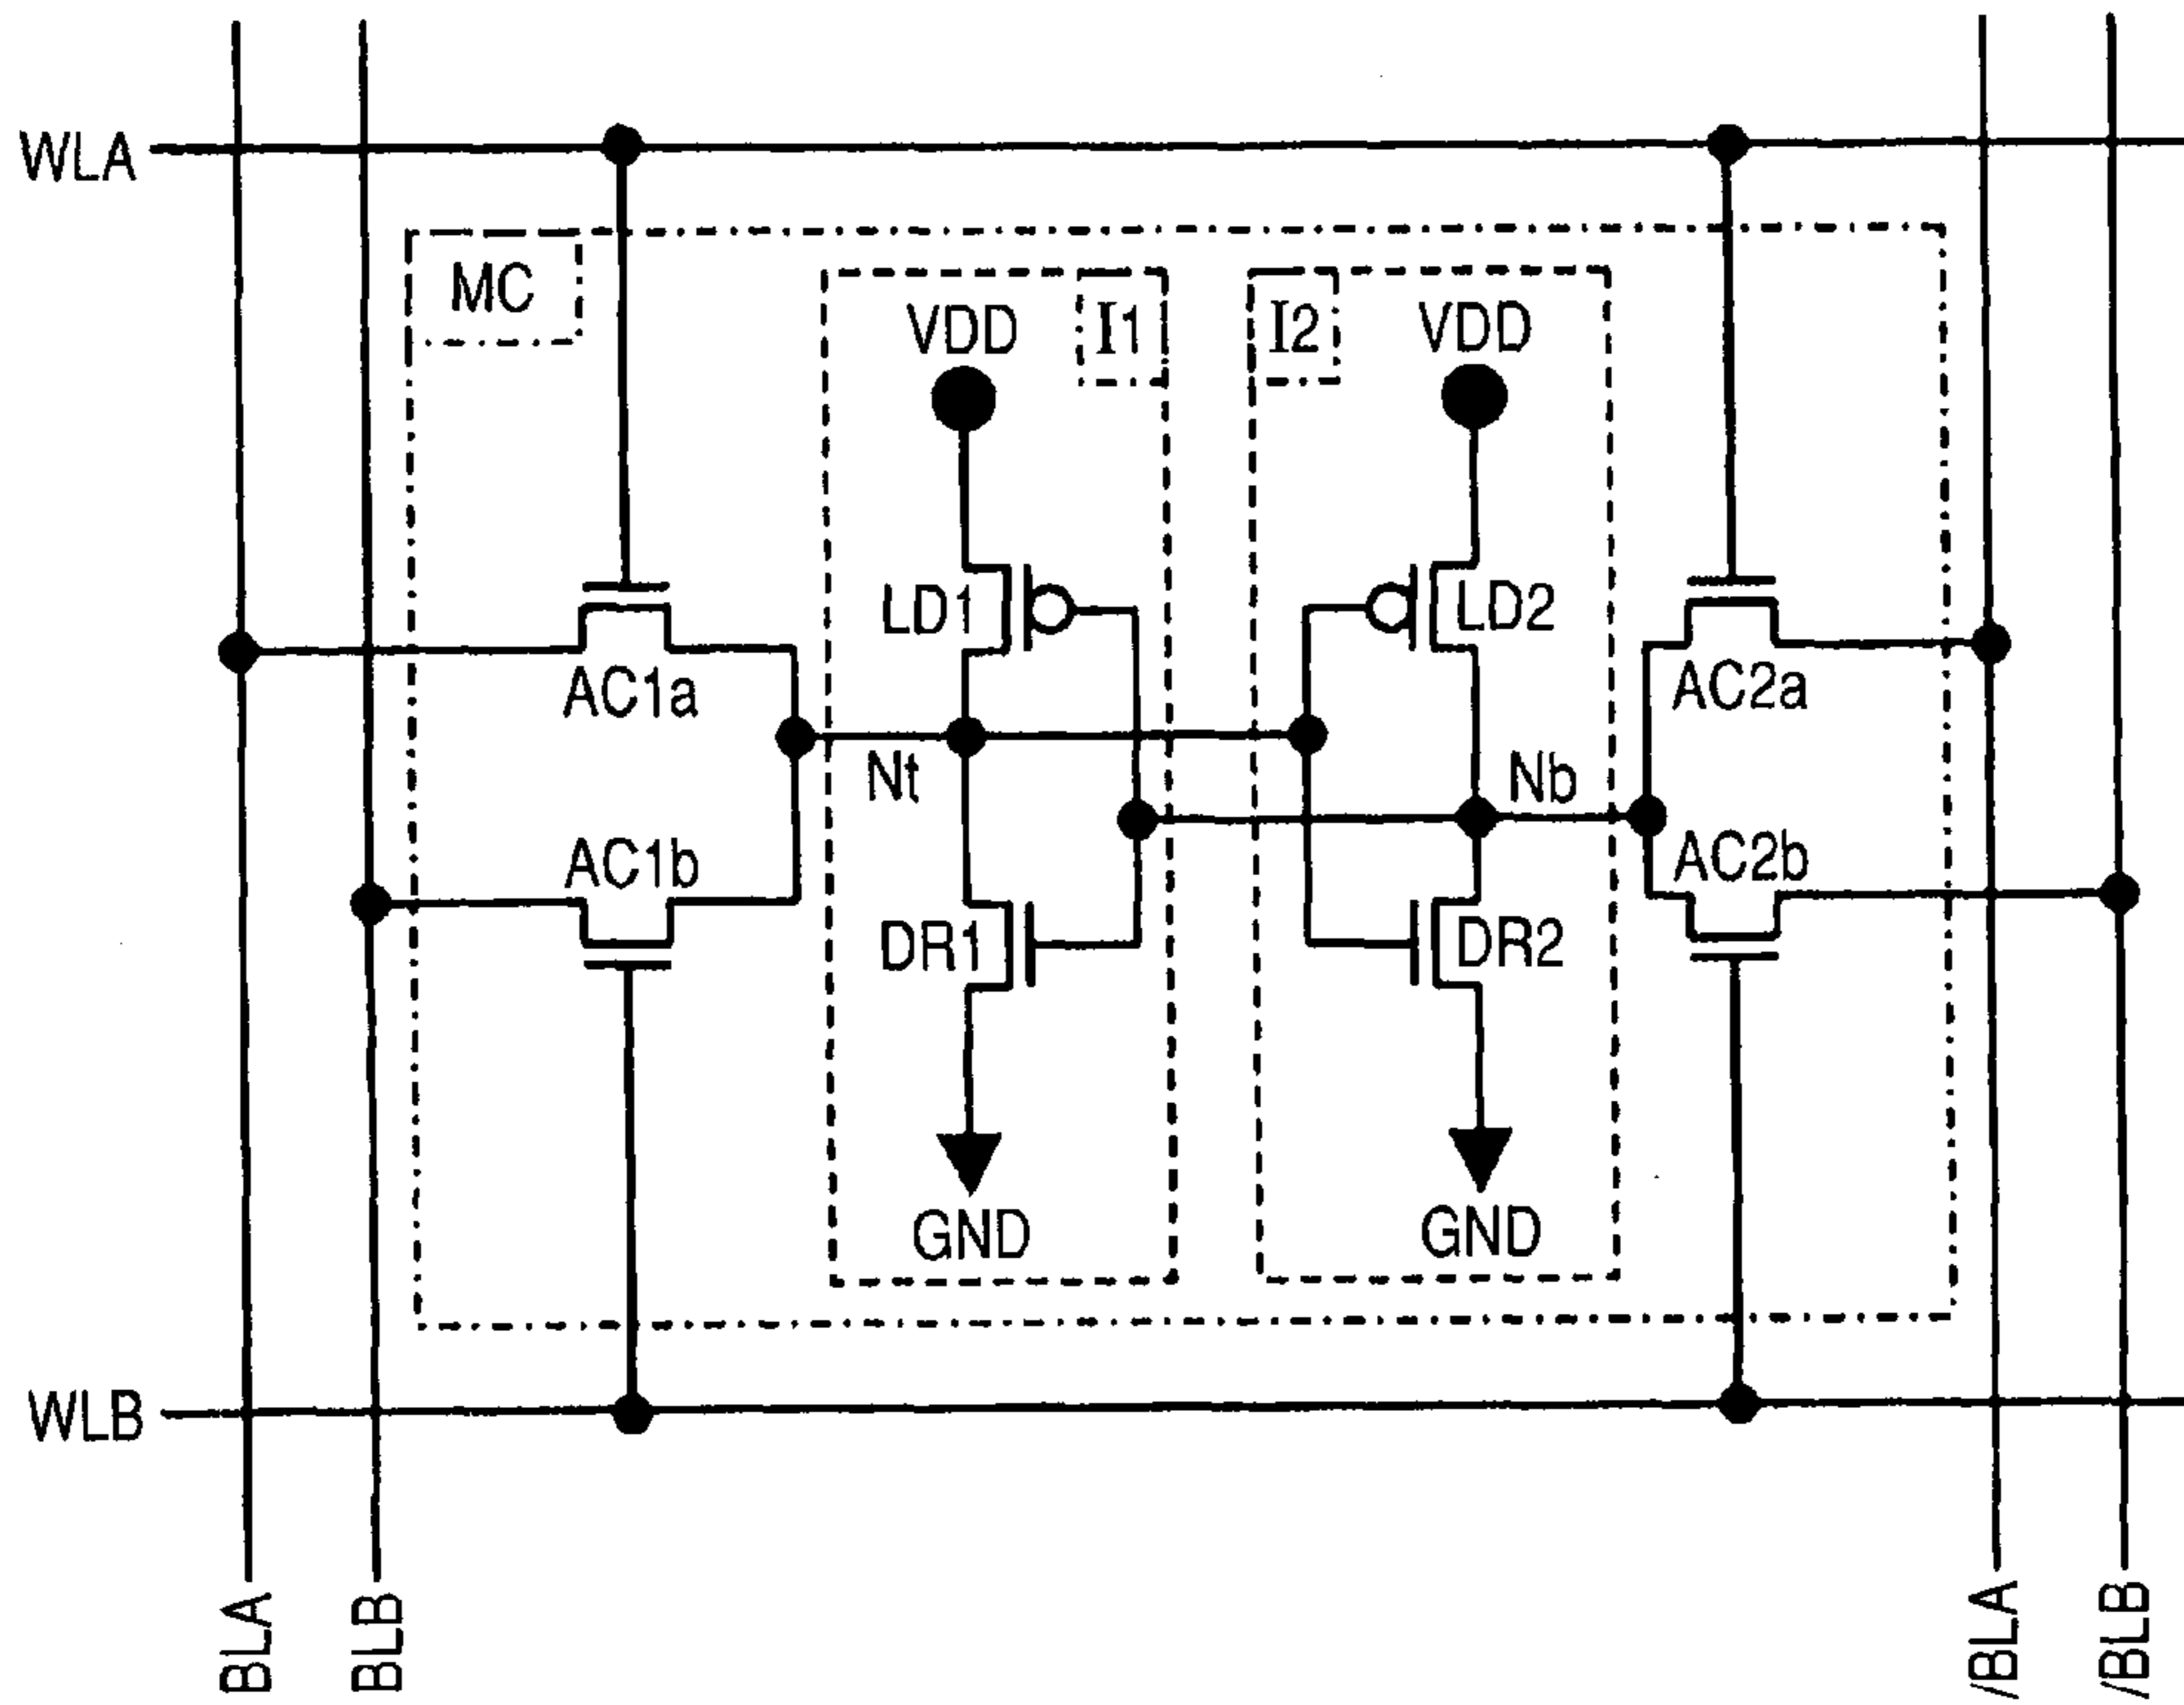 WLA
MC
VDD
I1
I2
VDD
LD1
LD2
AC1a
AC2a
Nt
Nb
AC1b
AC2b
DR1
DR2
GND
GND
WLB
BLA
BLB
/BLA
/BLB